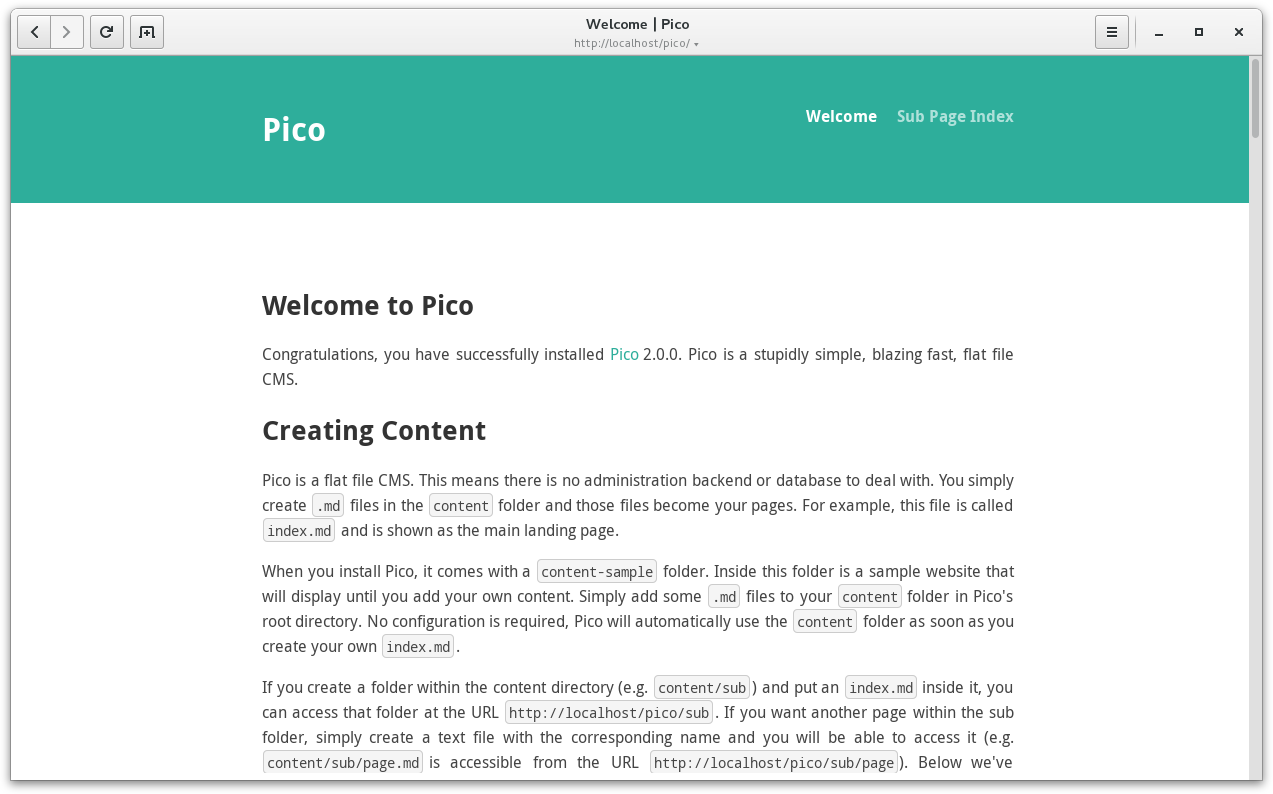 Welcome | Pico
http://localhost/pico/
Pico
Welcome Sub Page Index
Welcome to Pico
Congratulations, you have successfully installed Pico 2.0.0. Pico is a stupidly simple, blazing fast, flat file
CMS.
Creating Content
Pico is a flat file CMS. This means there is no administration backend or database to deal with. You simply
create .md files in the content folder and those files become your pages. For example, this file is called
index.md and is shown as the main landing page.
When you install Pico, it comes with a content-sample folder. Inside this folder is a sample website that
will display until you add your own content. Simply add some .md files to your content folder in Pico's
root directory. No configuration is required, Pico will automatically use the content folder as soon as you
create your own index.md.
If you create a folder within the content directory (e.g. content/sub) and put an index.md inside it, you
can access that folder at the URL http://localhost/pico/sub. If you want another page within the sub
folder, simply create a text file with the corresponding name and you will be able to access it (e.g.
content/sub/page.md is accessible from the URL http://localhost/pico/sub/page). Below we've